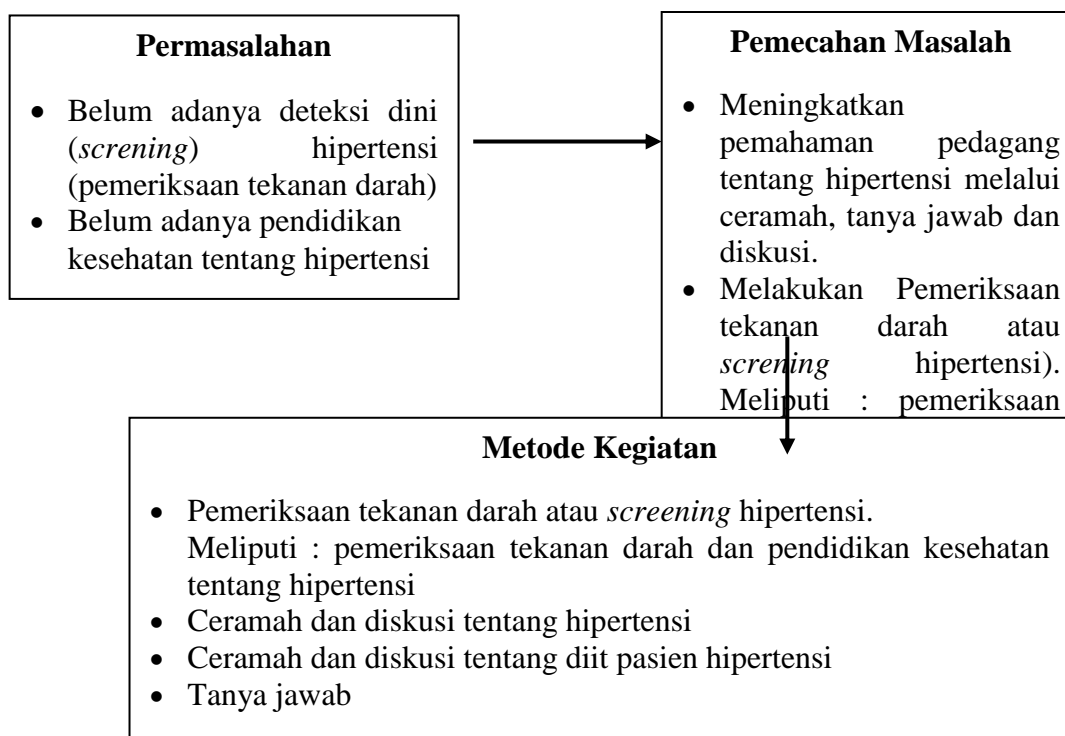 Permasalahan
• Belum adanya deteksi dini
(screning) hipertensi
(pemeriksaan tekanan darah)
• Belum adanya pendidikan
kesehatan tentang hipertensi
Pemecahan Masalah
• Meningkatkan
pemahaman pedagang
tentang hipertensi melalui
ceramah, tanya jawab dan
diskusi.
• Melakukan Pemeriksaan
tekanan darah atau
screning hipertensi).
Meliputi : pemeriksaan
Metode Kegiatan
• Pemeriksaan tekanan darah atau screening hipertensi.
Meliputi : pemeriksaan tekanan darah dan pendidikan kesehatan
tentang hipertensi
• Ceramah dan diskusi tentang hipertensi
• Ceramah dan diskusi tentang diit pasien hipertensi
• Tanya jawab